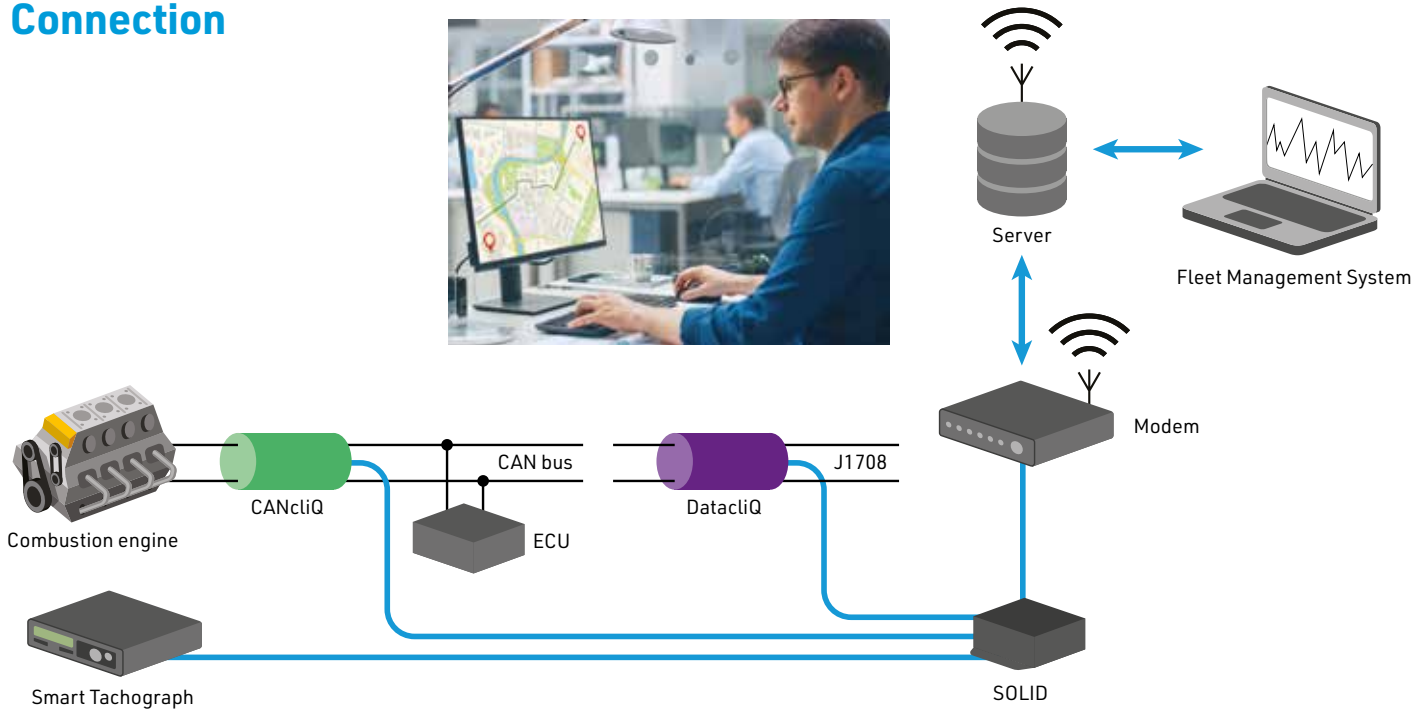 Connection
Server
Fleet Management System
Modem
CAN bus
J1708
CANcliQ
DatacliQ
ECU
Combustion engine
Smart Tachograph
SOLID